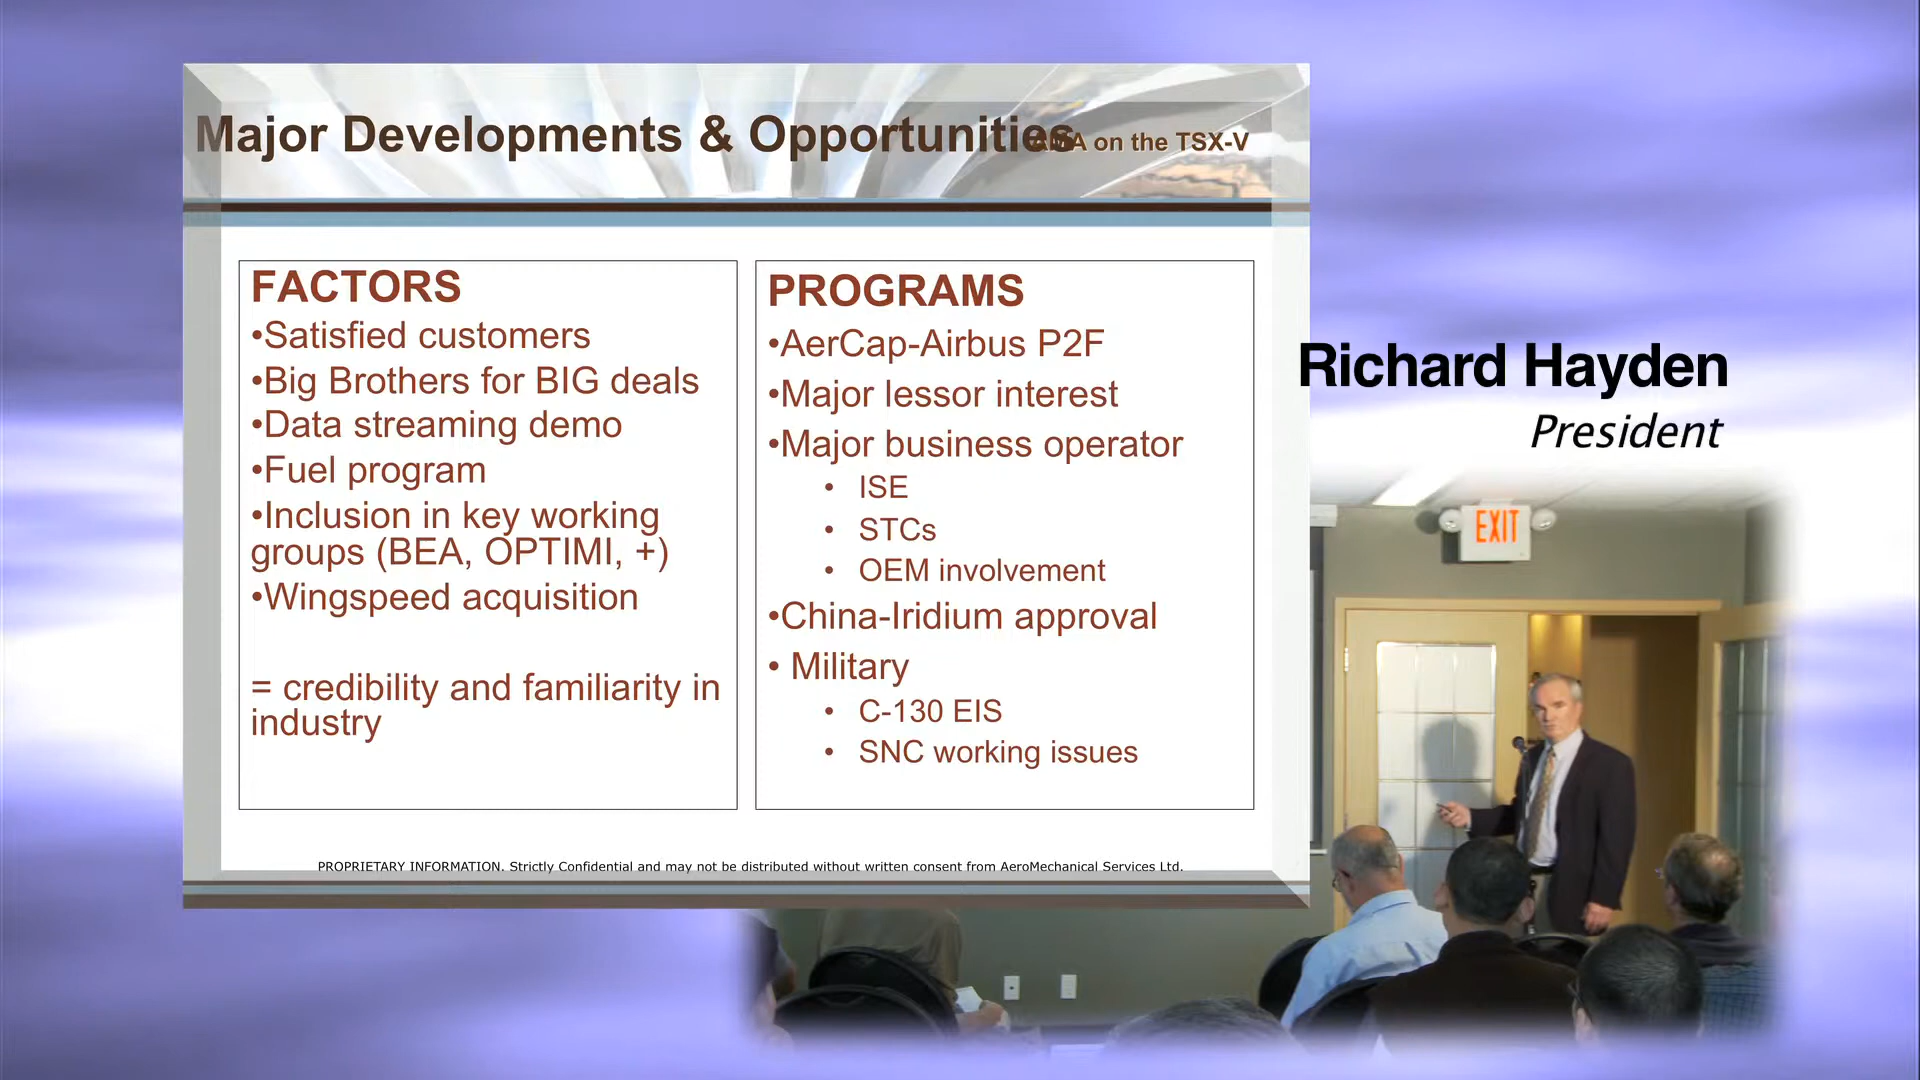 Major Developments & Opportunities
on the TSX-V
FACTORS
•Satisfied customers
•Big Brothers for BIG deals
•Data streaming demo
•Fuel program
•Inclusion in key working
groups (BEA, OPTIMI, +)
•Wingspeed acquisition
= credibility and familiarity in
industry
PROGRAMS
•AerCap-Airbus P2F
•Major lessor interest
•Major business operator
• ISE
• STCs
• OEM involvement
•China-Iridium approval
• Military
• C-130 EIS
• SNC working issues
PROPRIETARY INFORMATION. Strictly Confidential and may not be distributed without written consent from AeroMechanical Services Ltd.
Richard Hayden
President
EXIT